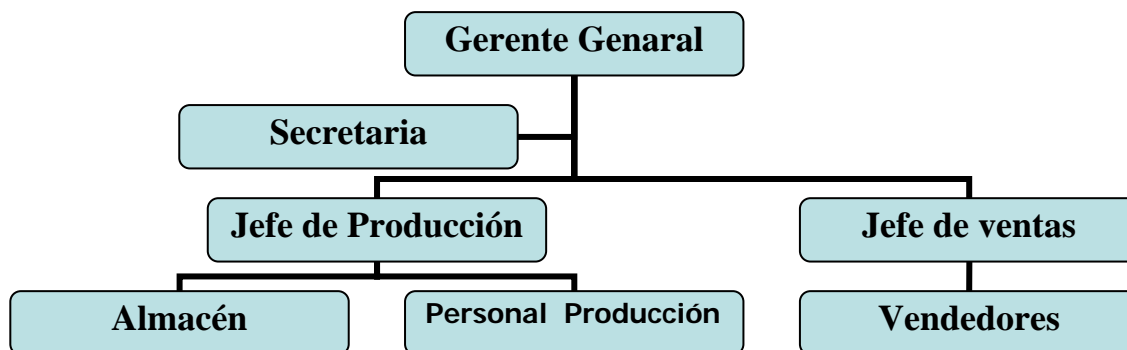 Gerente Genaral
Secretaria
Jefe de Producción
Jefe de ventas
Almacén
Personal Producción
Vendedores